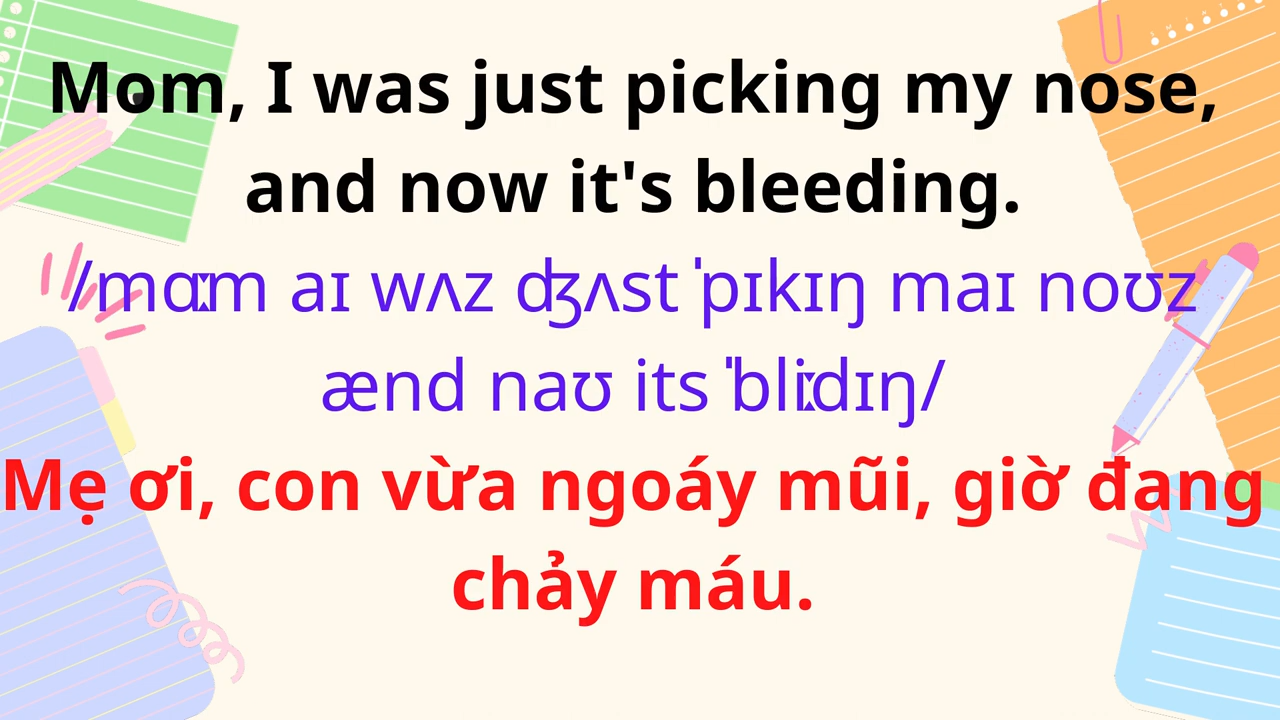 Mom, I was just picking my nose,
and now it's bleeding.
/mɑːm aɪ wʌz ʤʌst ˈpɪkɪŋ maɪ noʊz
ænd naʊ its ˈbliːdɪŋ/
Mẹ ơi, con vừa ngoáy mũi, giờ đang
chảy máu.